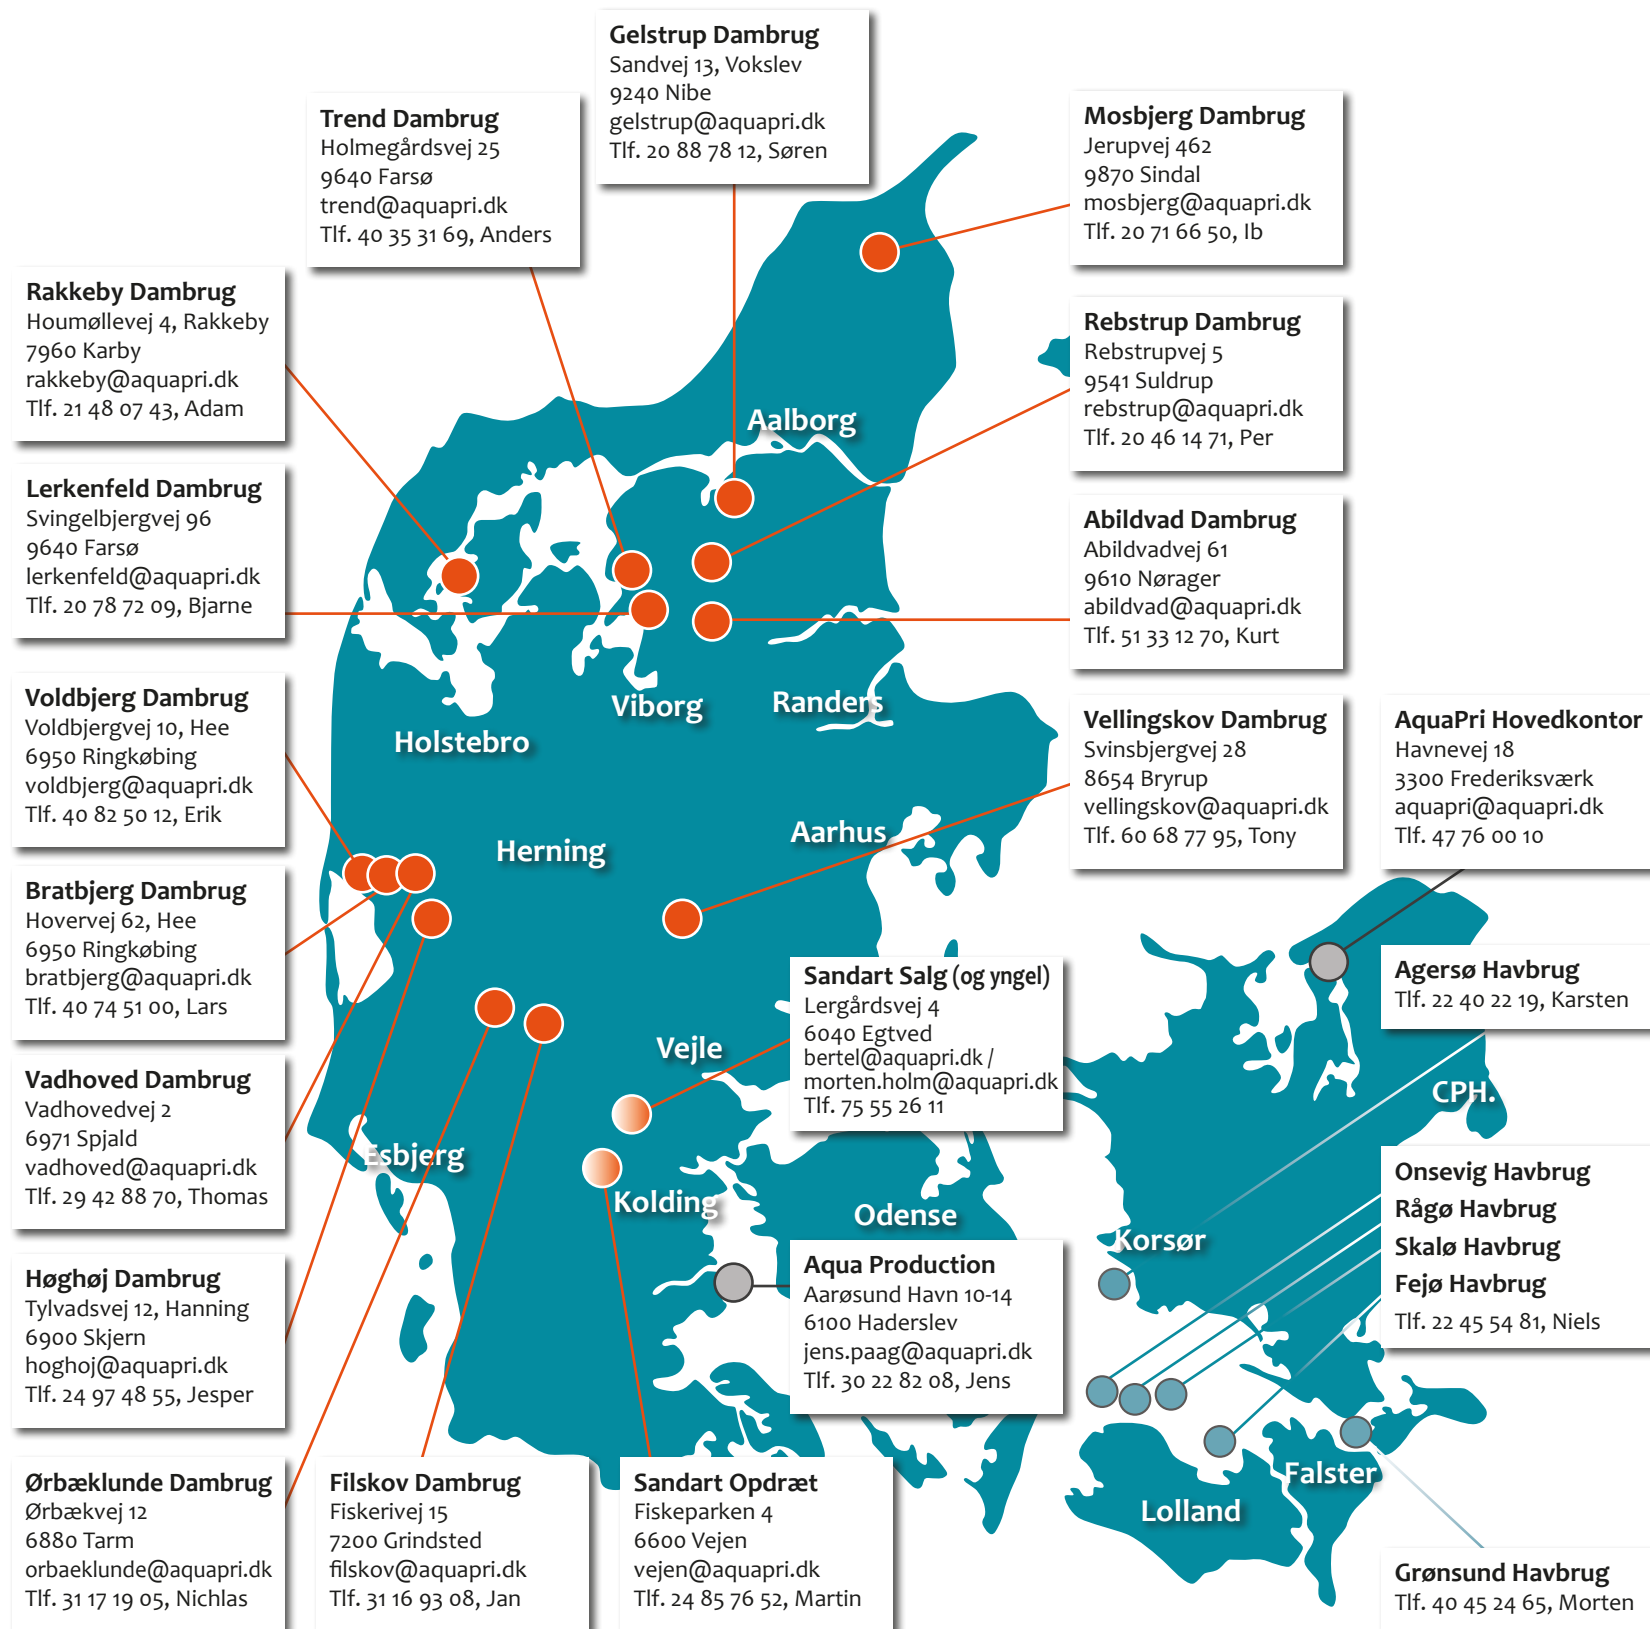 Gelstrup Dambrug
Sandvej 13, Vokslev
9240 Nibe
gelstrup@aquapri.dk
Tlf. 20 88 78 12, Søren
Trend Dambrug
Holmegårdsvej 25
9640 Farsø
trend@aquapri.dk
Tlf. 40 35 31 69, Anders
Mosbjerg Dambrug
Jerupvej 462
9870 Sindal
mosbjerg@aquapri.dk
Tlf. 20 71 66 50, Ib
Rakkeby Dambrug
Houmøllevej 4, Rakkeby
7960 Karby
rakkeby@aquapri.dk
Tlf. 21 48 07 43, Adam
Rebstrup Dambrug
Rebstrupvej 5
9541 Suldrup
rebstrup@aquapri.dk
Tlf. 20 46 14 71, Per
Aalborg
Lerkenfeld Dambrug
Svingelbjergvej 96
9640 Farsø
lerkenfeld@aquapri.dk
Tlf. 20 78 72 09, Bjarne
Abildvad Dambrug
Abildvadvej 61
9610 Nørager
abildvad@aquapri.dk
Tlf. 51 33 12 70, Kurt
Viborg
Randers
Holstebro
Voldbjerg Dambrug
Voldbjergvej 10, Hee
6950 Ringkøbing
voldbjerg@aquapri.dk
Tlf. 40 82 50 12, Erik
Vellingskov Dambrug
Svinsbjergvej 28
8654 Bryrup
vellingskov@aquapri.dk
Tlf. 60 68 77 95, Tony
AquaPri Hovedkontor
Havnevej 18
3300 Frederiksværk
aquapri@aquapri.dk
Tlf. 47 76 00 10
Aarhus
Herning
Bratbjerg Dambrug
Hovervej 62, Hee
6950 Ringkøbing
bratbjerg@aquapri.dk
Tlf. 40 74 51 00, Lars
Sandart Salg (og yngel)
Lergårdsvej 4
6040 Egtved
bertel@aquapri.dk /
morten.holm@aquapri.dk
Tlf. 75 55 26 11
Agersø Havbrug
Tlf. 22 40 22 19, Karsten
Vejle
CPH.
Vadhoved Dambrug
Vadhovedvej 2
6971 Spjald
vadhoved@aquapri.dk
Tlf. 29 42 88 70, Thomas
Esbjerg
Kolding
Odense
Korsør
Onsevig Havbrug
Rågø Havbrug
Skalø Havbrug
Fejø Havbrug
Tlf. 22 45 54 81, Niels
Høghøj Dambrug
Tylvadsvej 12, Hanning
6900 Skjern
hoghoj@aquapri.dk
Tlf. 24 97 48 55, Jesper
Aqua Production
Aarøsund Havn 10-14
6100 Haderslev
jens.paag@aquapri.dk
Tlf. 30 22 82 08, Jens
Falster
Lolland
Ørbæklunde Dambrug
Ørbækvej 12
6880 Tarm
orbaeklunde@aquapri.dk
Tlf. 31 17 19 05, Nichlas
Filskov Dambrug
Fiskerivej 15
7200 Grindsted
filskov@aquapri.dk
Tlf. 31 16 93 08, Jan
Sandart Opdræt
Fiskeparken 4
6600 Vejen
vejen@aquapri.dk
Tlf. 24 85 76 52, Martin
Grønsund Havbrug
Tlf. 40 45 24 65, Morten